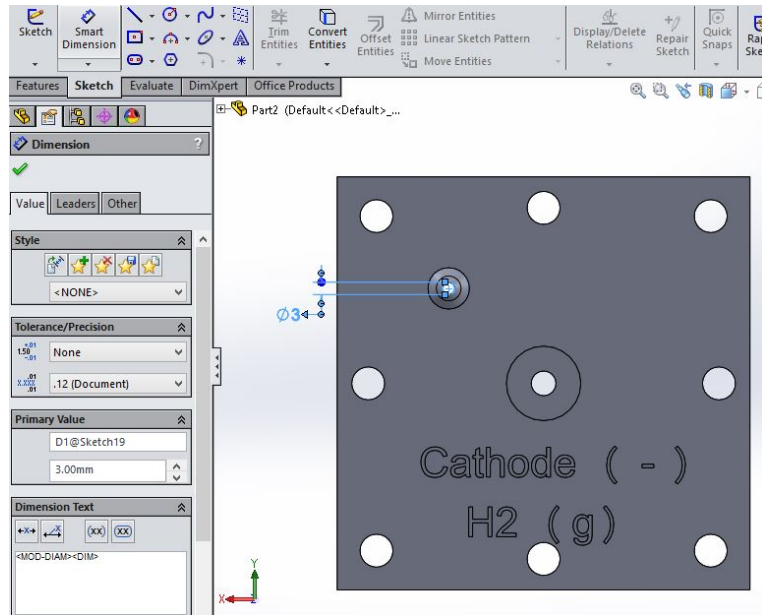 Sketch
Smart
Dimension
Trim
Entities
Convert
Entities
Offset
Entities
Mirror Entities
Linear Sketch Pattern
Move Entities
Display/Delete
Relations
Repair
Sketch
Quick
Snaps
Features Sketch Evaluate DimXpert Office Products
Part2 (Default<<Default>_...
Dimension ?
Value Leaders Other
Style
<NONE>
Tolerance/Precision
None
.12 (Document)
Primary Value
D1@Sketch19
3.00mm
Dimension Text
(xx) (xx)
<MOD-DIAM><DIM>
Ø3
Cathode ( - )
H2 ( g )
Y
X
Z